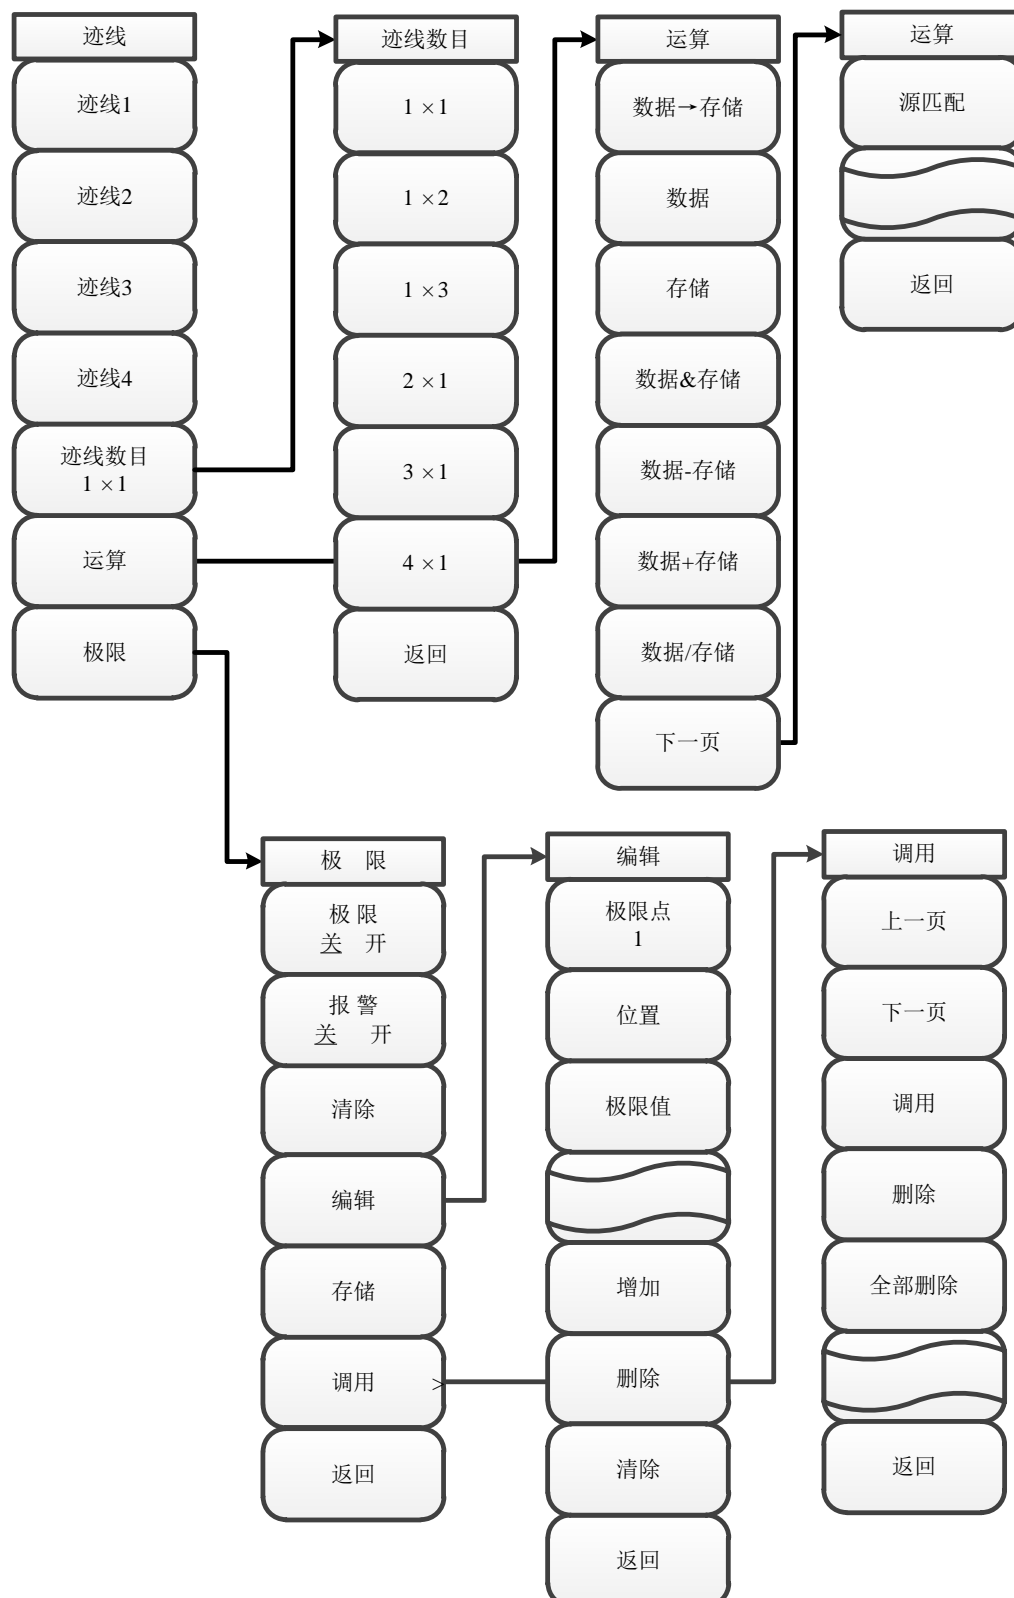 迹线
迹线1
迹线2
迹线3
迹线4
迹线数目
1 ×1
运算
极限
迹线数目
1 ×1
1 ×2
1 ×3
2 ×1
3 ×1
4 ×1
返回
运算
数据→存储
数据
存储
数据&存储
数据-存储
数据+存储
数据/存储
下一页
运算
源匹配
返回
极 限
极 限
关 开
报 警
关 开
清除
编辑
存储
调用 >
返回
编辑
极限点
1
位置
极限值
增加
删除
清除
返回
调用
上一页
下一页
调用
删除
全部删除
返回